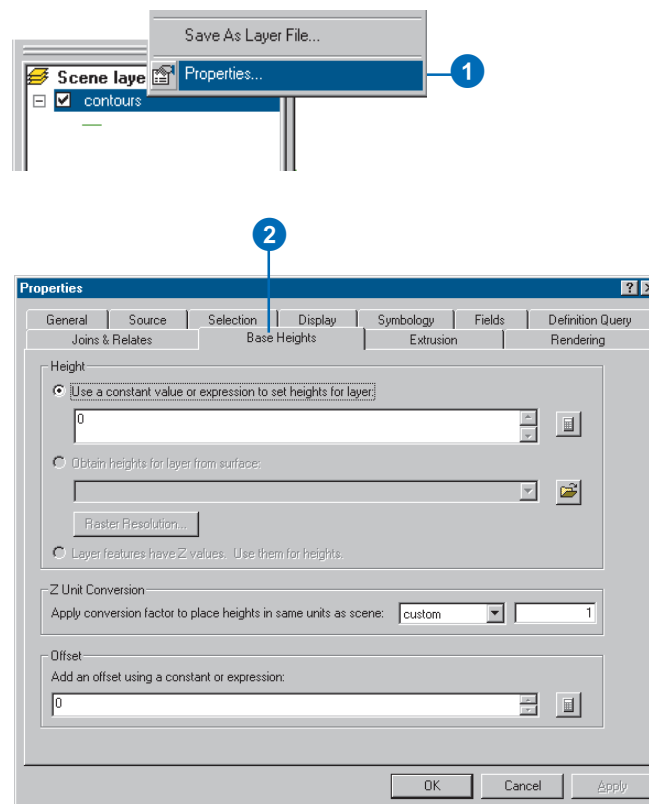 Save As Layer File...
Properties...
1
Scene laye
contours
2
Properties
General Source Selection Display Symbology Fields Definition Query
Joins & Relates Base Heights Extrusion Rendering
Height
Use a constant value or expression to set heights for layer:
0
Obtain heights for layer from surface:
Raster Resolution...
Layer features have Z values. Use them for heights.
Z Unit Conversion
Apply conversion factor to place heights in same units as scene: custom 1
Offset
Add an offset using a constant or expression:
0
OK Cancel Apply